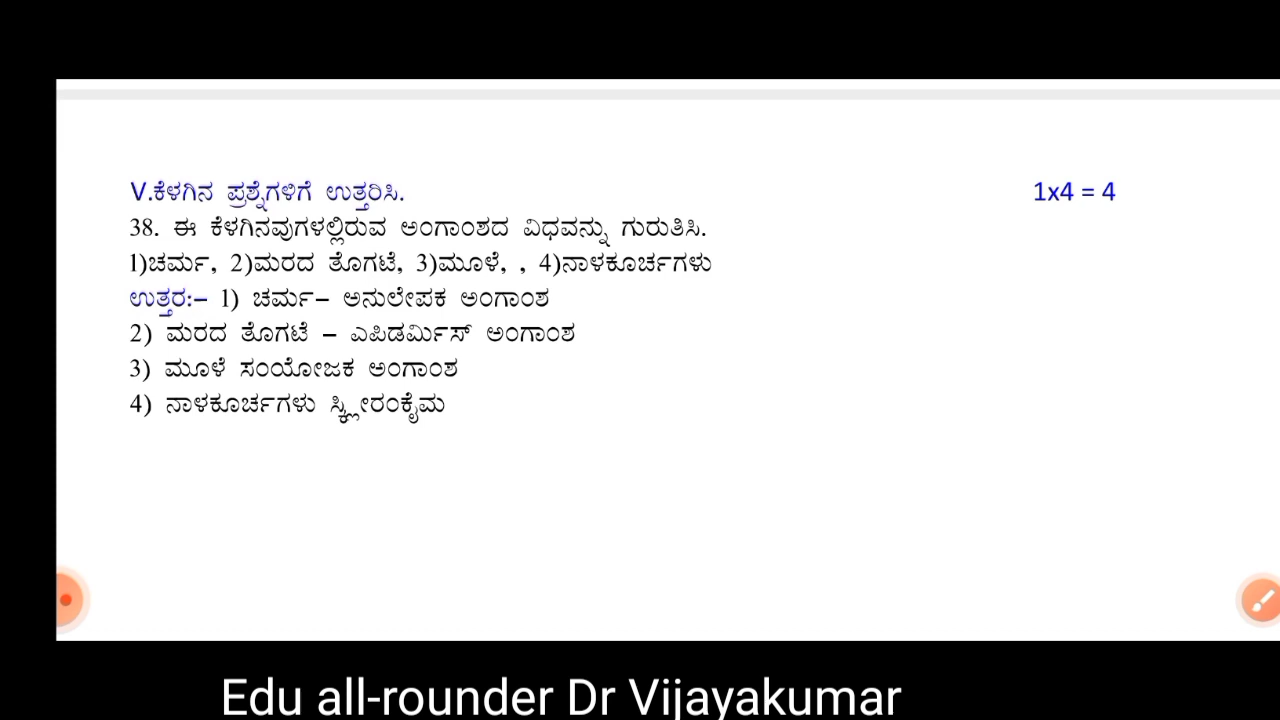 V.ಕೆಳಗಿನ ಪ್ರಶ್ನೆಗಳಿಗೆ ಉತ್ತರಿಸಿ. 1x4 = 4
38. ಈ ಕೆಳಗಿನವುಗಳಲ್ಲಿರುವ ಅಂಗಾಂಶದ ವಿಧವನ್ನು ಗುರುತಿಸಿ.
1)ಚರ್ಮ, 2)ಮರದ ತೊಗಟೆ, 3)ಮೂಳೆ, , 4)ನಾಳಕೂರ್ಚಗಳು
ಉತ್ತರ:– 1) ಚರ್ಮ– ಅನುಲೇಪಕ ಅಂಗಾಂಶ
2) ಮರದ ತೊಗಟೆ – ಎಪಿಡರ್ಮಿಸ್ ಅಂಗಾಂಶ
3) ಮೂಳೆ ಸಂಯೋಜಕ ಅಂಗಾಂಶ
4) ನಾಳಕೂರ್ಚಗಳು
Edu all-rounder Dr Vijayakumar